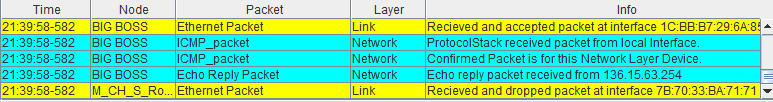 Time Node Packet Layer Info
21:39:58-582 BIG BOSS Ethernet Packet Link Recieved and accepted packet at interface 1C:BB:B7:29:6A:85
21:39:58-582 BIG BOSS ICMP_packet Network ProtocolStack received packet from local Interface.
21:39:58-582 BIG BOSS ICMP_packet Network Confirmed Packet is for this Network Layer Device.
21:39:58-582 BIG BOSS Echo Reply Packet Network Echo reply packet received from 136.15.63.254
21:39:58-582 M_CH_S_Ro... Ethernet Packet Link Recieved and dropped packet at interface 7B:70:33:BA:71:71